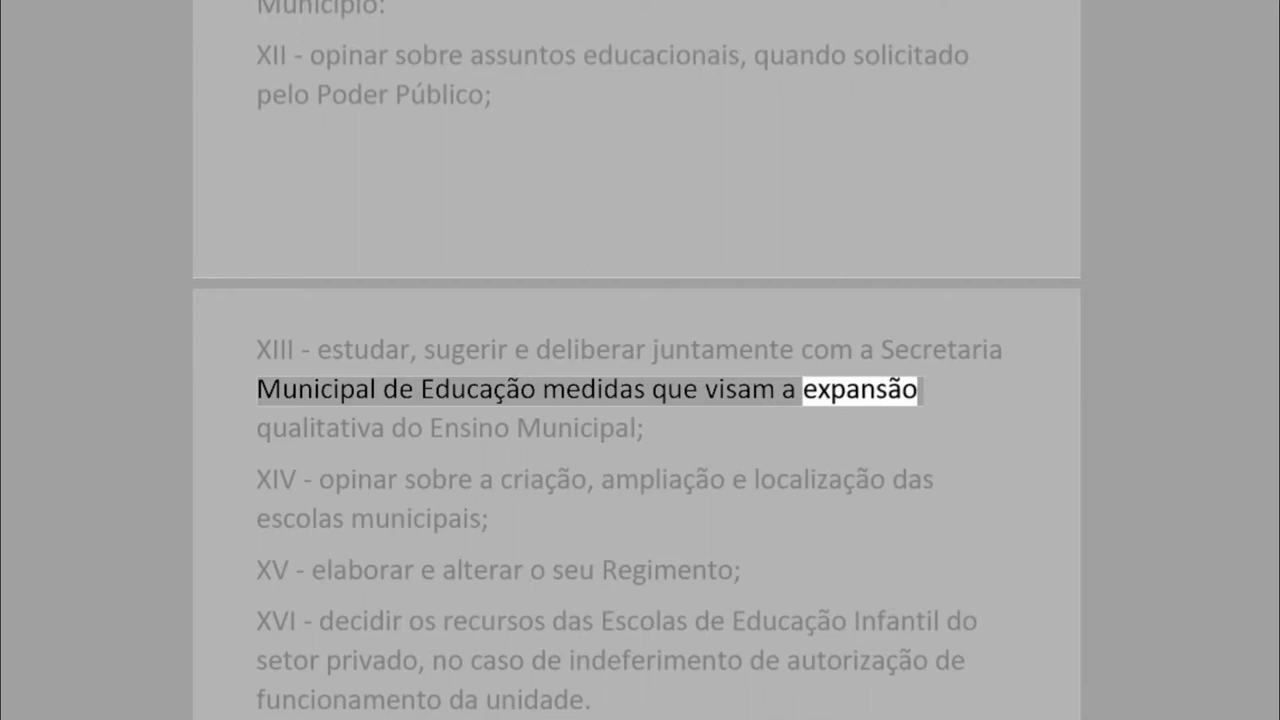 Município:
XII - opinar sobre assuntos educacionais, quando solicitado
pelo Poder Público;
XIII - estudar, sugerir e deliberar juntamente com a Secretaria
Municipal de Educação medidas que visam a expansão
qualitativa do Ensino Municipal;
XIV - opinar sobre a criação, ampliação e localização das
escolas municipais;
XV - elaborar e alterar o seu Regimento;
XVI - decidir os recursos das Escolas de Educação Infantil do
setor privado, no caso de indeferimento de autorização de
funcionamento da unidade.